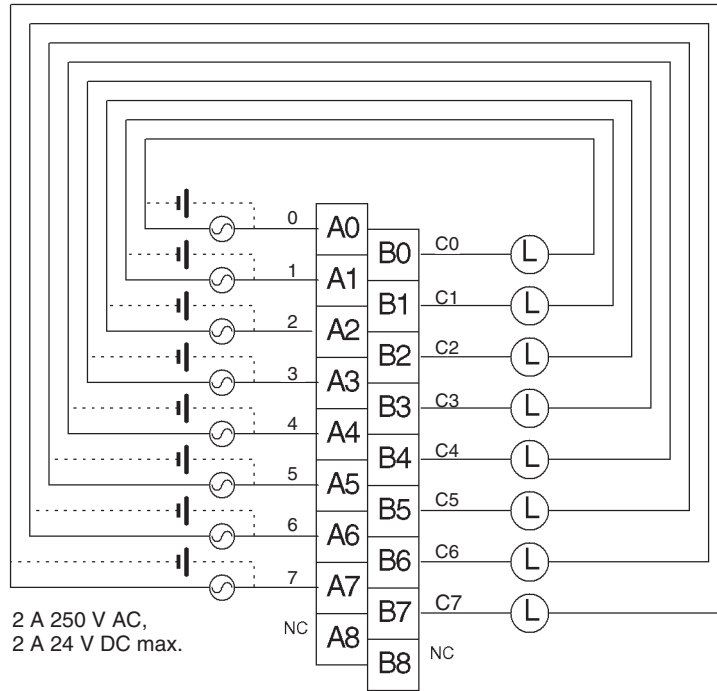 0 A0
B0 C0 L
1 A1
B1 C1 L
2 A2
B2 C2 L
3 A3
B3 C3 L
4 A4
B4 C4 L
5 A5
B5 C5 L
6 A6
B6 C6 L
7 A7
B7 C7 L
NC A8
B8 NC
2 A 250 V AC,
2 A 24 V DC max.